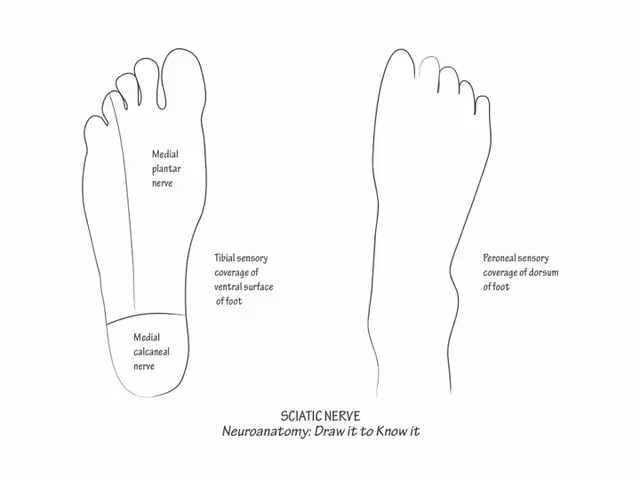 Medial
plantar
nerve
Tibial sensory
coverage of
ventral surface
of foot
Peroneal sensory
coverage of dorsum
of foot
Medial
calcaneal
nerve
SCIATIC NERVE
Neuroanatomy: Draw it to Know it